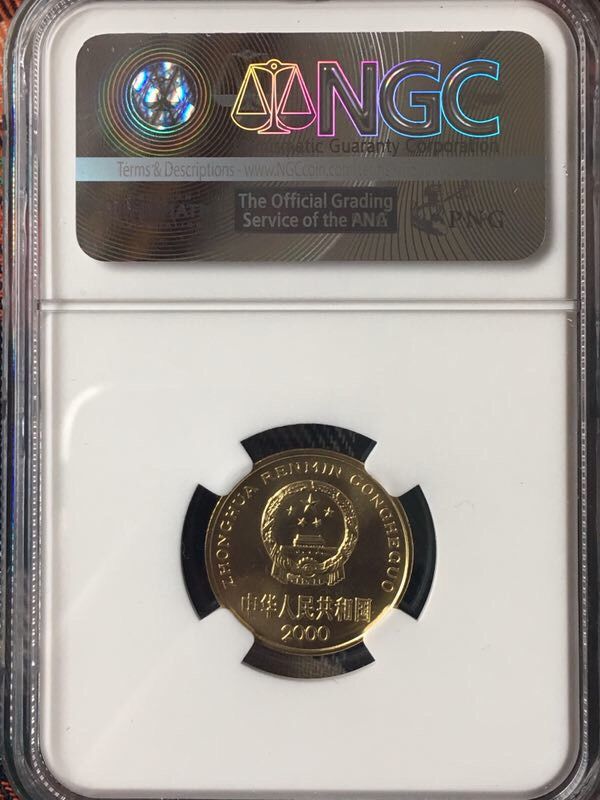 NGC
Numismatic Guaranty Corporation
Terms & Descriptions - www.NGCcoin.com
The Official Grading
Service of the ANA
PNG
ZHONGHUA RENMIN GONGHEGUO
中华人民共和国
2000